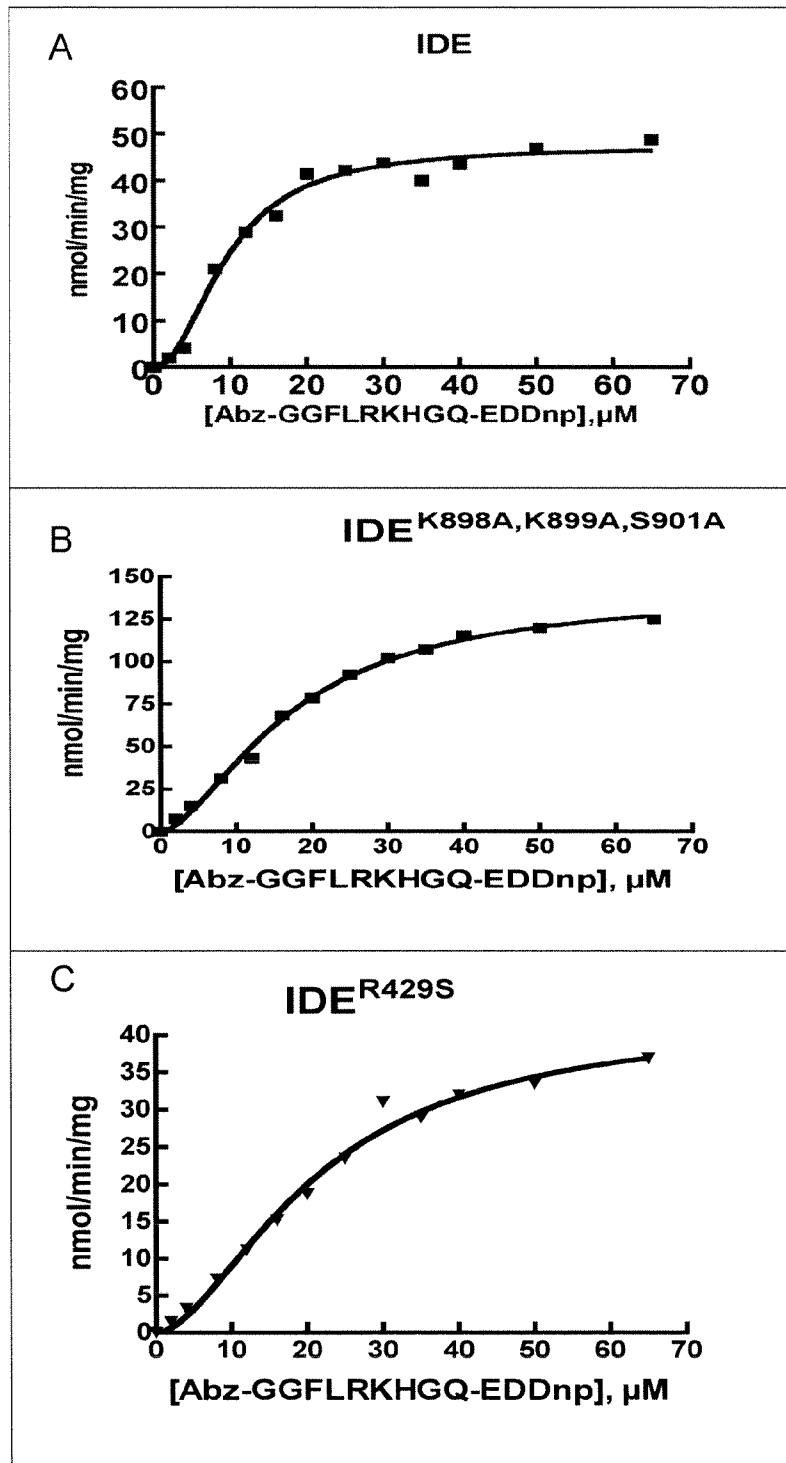 A
IDE
60
50
40
30
20
10
0
nmol/min/mg
0 10 20 30 40 50 60 70
[Abz-GGFLRKHGQ-EDDnp],µM
B
IDE K898A,K899A,S901A
150
125
100
75
50
25
0
nmol/min/mg
0 10 20 30 40 50 60 70
[Abz-GGFLRKHGQ-EDDnp], µM
C
IDE R429S
40
35
30
25
20
15
10
5
0
nmol/min/mg
0 10 20 30 40 50 60 70
[Abz-GGFLRKHGQ-EDDnp], µM